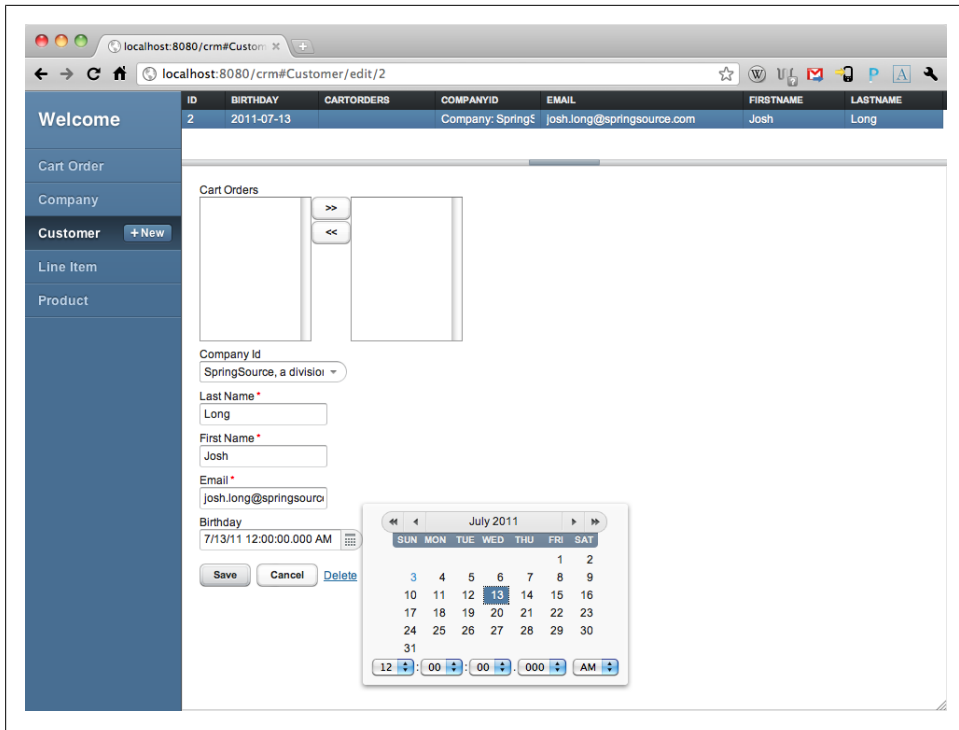 localhost:8080/crm#Custom
localhost:8080/crm#Customer/edit/2
Welcome
Cart Order
Company
Customer +New
Line Item
Product
ID BIRTHDAY CARTORDERS COMPANYID EMAIL FIRSTNAME LASTNAME
2 2011-07-13 Company: SpringS josh.long@springsource.com Josh Long
Cart Orders
>>
<<
Company Id
SpringSource, a division
Last Name *
Long
First Name *
Josh
Email *
josh.long@springsourc
Birthday
7/13/11 12:00:00.000 AM
Save Cancel Delete
July 2011
SUN MON TUE WED THU FRI SAT
1 2
3 4 5 6 7 8 9
10 11 12 13 14 15 16
17 18 19 20 21 22 23
24 25 26 27 28 29 30
31
12 : 00 : 00 . 000 AM